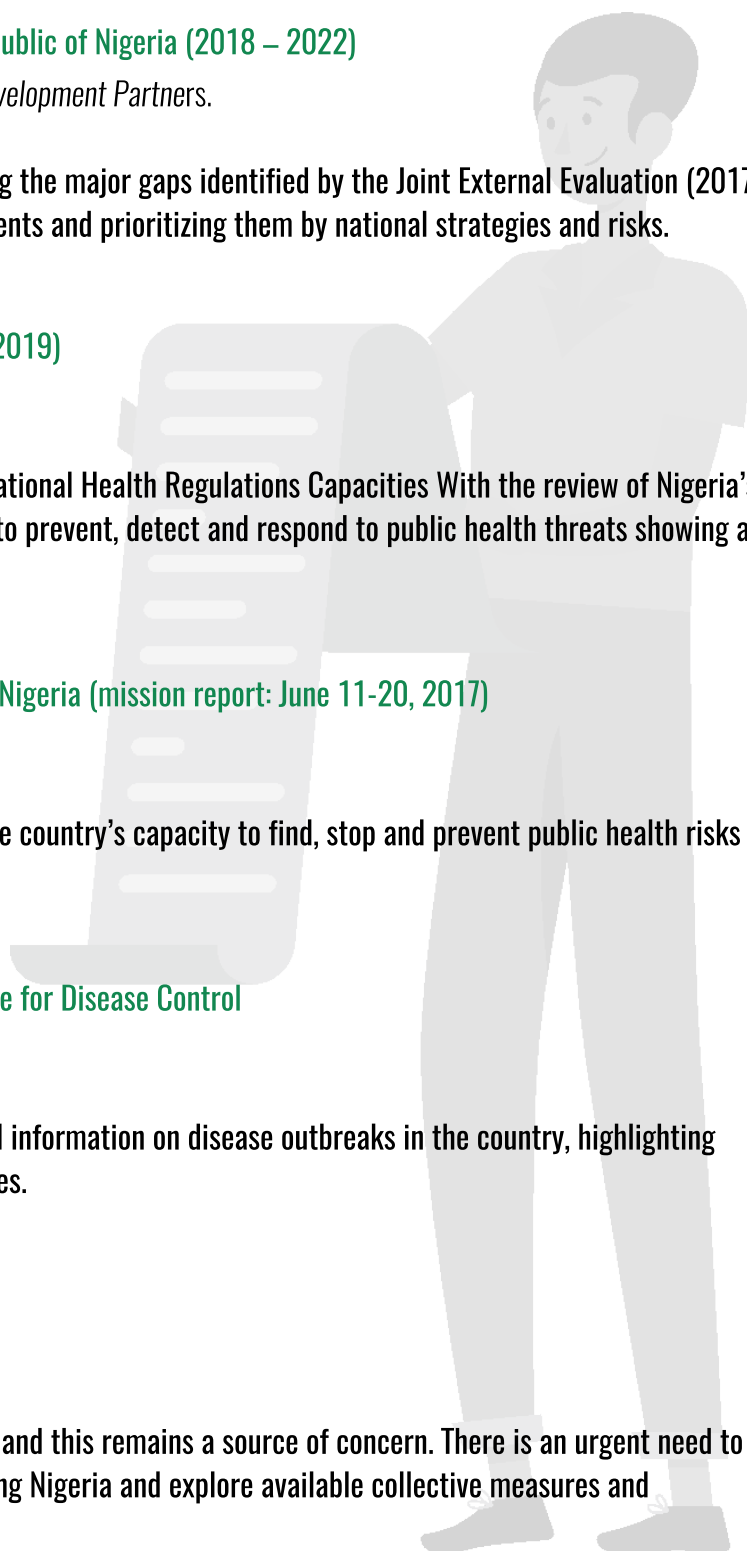 ublic of Nigeria (2018 – 2022)
velopment Partners.
g the major gaps identified by the Joint External Evaluation (2017
ents and prioritizing them by national strategies and risks.
2019)
ational Health Regulations Capacities With the review of Nigeria’s
to prevent, detect and respond to public health threats showing a
Nigeria (mission report: June 11-20, 2017)
e country’s capacity to find, stop and prevent public health risks
e for Disease Control
l information on disease outbreaks in the country, highlighting
es.
and this remains a source of concern. There is an urgent need to
ng Nigeria and explore available collective measures and